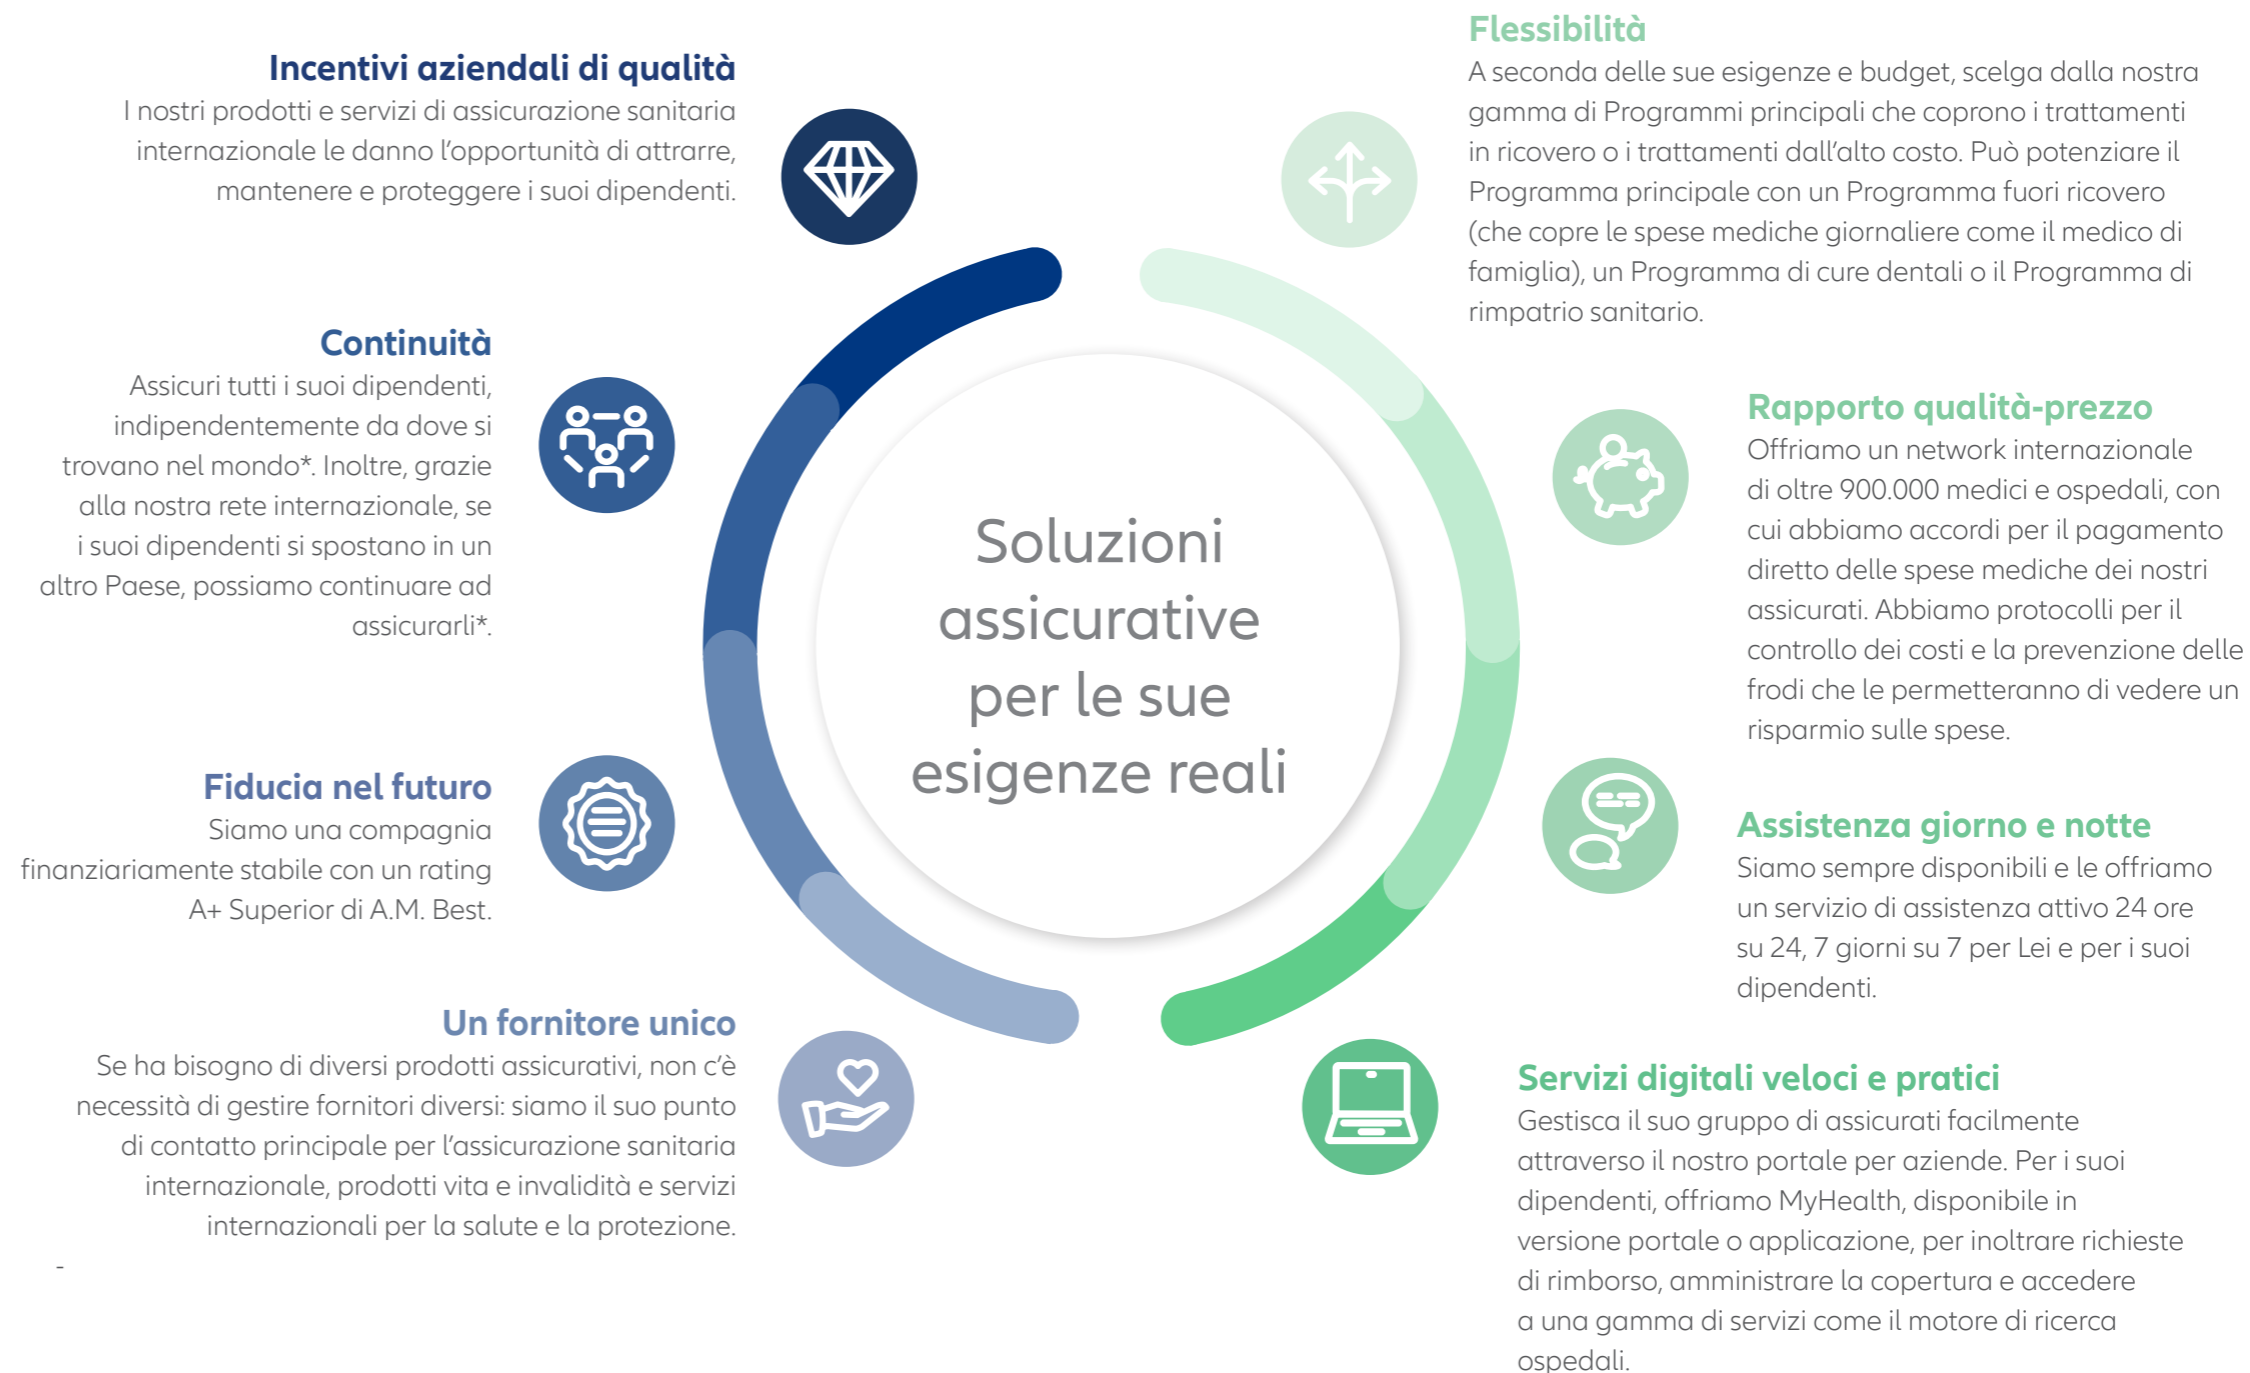 Incentivi aziendali di qualità
I nostri prodotti e servizi di assicurazione sanitaria
internazionale le danno l'opportunità di attrarre,
mantenere e proteggere i suoi dipendenti.
Continuità
Assicuri tutti i suoi dipendenti,
indipendentemente da dove si
trovano nel mondo*. Inoltre, grazie
alla nostra rete internazionale, se
i suoi dipendenti si spostano in un
altro Paese, possiamo continuare ad
assicurarli*.
Fiducia nel futuro
Siamo una compagnia
finanziariamente stabile con un rating
A+ Superior di A.M. Best.
Un fornitore unico
Se ha bisogno di diversi prodotti assicurativi, non c'è
necessità di gestire fornitori diversi: siamo il suo punto
di contatto principale per l'assicurazione sanitaria
internazionale, prodotti vita e invalidità e servizi
internazionali per la salute e la protezione.
-
Soluzioni
assicurative
per le sue
esigenze reali
Flessibilità
A seconda delle sue esigenze e budget, scelga dalla nostra
gamma di Programmi principali che coprono i trattamenti
in ricovero o i trattamenti dall'alto costo. Può potenziare il
Programma principale con un Programma fuori ricovero
(che copre le spese mediche giornaliere come il medico di
famiglia), un Programma di cure dentali o il Programma di
rimpatrio sanitario.
Rapporto qualità-prezzo
Offriamo un network internazionale
di oltre 900.000 medici e ospedali, con
cui abbiamo accordi per il pagamento
diretto delle spese mediche dei nostri
assicurati. Abbiamo protocolli per il
controllo dei costi e la prevenzione delle
frodi che le permetteranno di vedere un
risparmio sulle spese.
Assistenza giorno e notte
Siamo sempre disponibili e le offriamo
un servizio di assistenza attivo 24 ore
su 24, 7 giorni su 7 per Lei e per i suoi
dipendenti.
Servizi digitali veloci e pratici
Gestisca il suo gruppo di assicurati facilmente
attraverso il nostro portale per aziende. Per i suoi
dipendenti, offriamo MyHealth, disponibile in
versione portale o applicazione, per inoltrare richieste
di rimborso, amministrare la copertura e accedere
a una gamma di servizi come il motore di ricerca
ospedali.